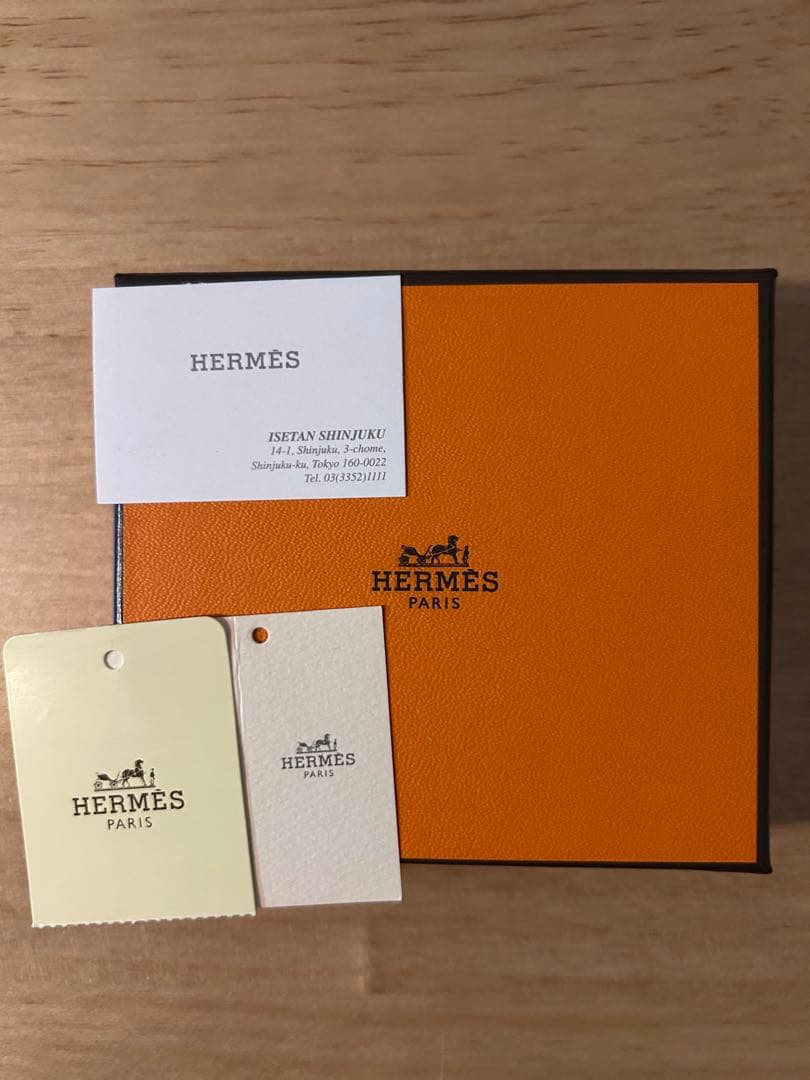 HERMÈS
ISETAN SHINJUKU
14-1, Shinjuku, 3-chome,
Shinjuku-ku, Tokyo 160-0022
Tel. 03(3352)1111
HERMÈS
PARIS
HERMÈS
PARIS
HERMÈS
PARIS